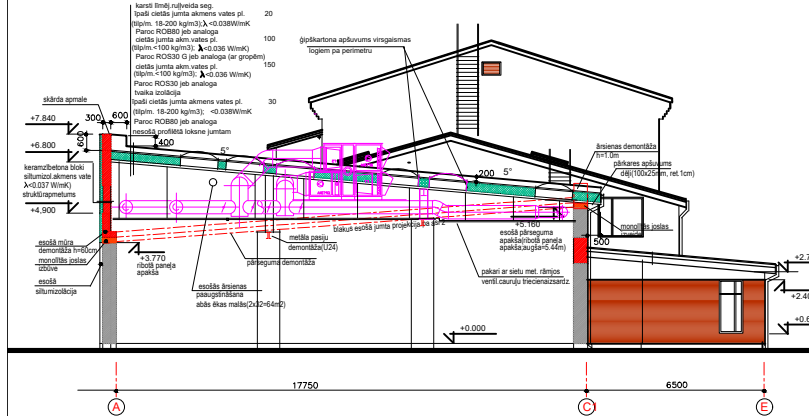 karsti līmēj.ruļļveida seg.
īpaši cietās jumta akmens vates pl. 20
(tilp/m. 18-200 kg/m3); λ <0.038W/mK
Paroc ROB80 jeb analoga
cietās jumta akm.vates pl. 100
(tilp/m.<100 kg/m3); λ <0.036 W/mK)
Paroc ROS30 G jeb analoga (ar gropēm)
cietās jumta akm.vates pl. 150
(tilp/m.<100 kg/m3); λ <0.036 W/mK)
Paroc ROS30 jeb analoga
tvaika izolācija
īpaši cietās jumta akmens vates pl. 30
(tilp/m. 18-200 kg/m3); <0.038W/mK
Paroc ROB80 jeb analoga
nesošā profilētā loksne jumtam
ģipškartona apšuvums virsgaismas
logiem pa perimetru
skārda apmale
300 600
+7.840
600
400
+6.800
5°
200 5°
ārsienas demontāža
h=1.0m
pārkares apšuvums
dēļi(100x25mm, ret.1cm)
keramzītbetona bloki
siltumizol.akmens vate
λ<0.037 W/mK)
struktūrapmetums
+4,900
monolītās joslas
500
esošā mūra
demontāža h=60cm
monolītās joslas
izbūve
esošā
siltumizolācija
+3.770
ribotā paneļa
apakša
pārseguma demontāža
metāla pasiju
demontāža(U24)
blakus esošā jumta projekcija
+5.160
esošā pārseguma
apakša(ribotā paneļa
apakša;augša=5.44m)
esošās ārsienas
paaugstināšana
abās ēkas malās(2x32=64m2)
pakari ar sietu met. rāmjos
ventil.cauruļu triecienaizsardz.
+0.000
+2.7
+2.40
+0.6
17750
6500
A
C
E